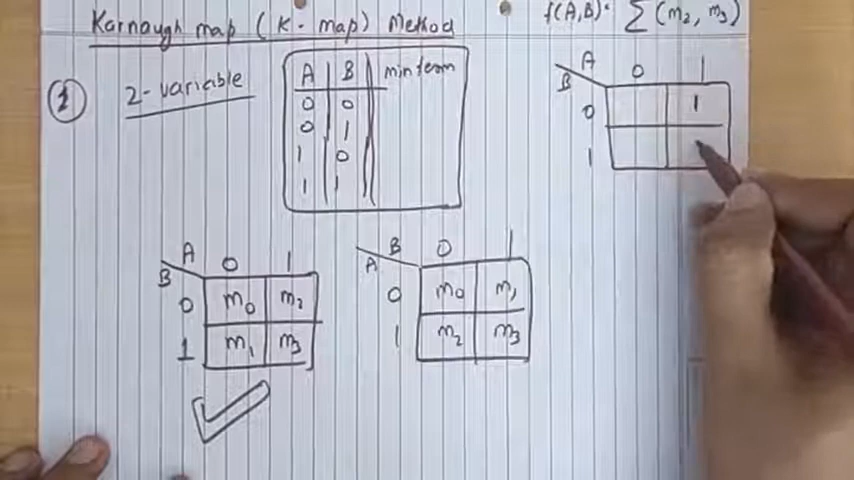 Karnaugh map (K-map) Method
f(A,B) = ∑(m2, m3)
① 2-variable
A B minterm
0 0
0 1
1 0
1 1
A
B 0 1
0 1
1
A
B 0 1
0 m0 m2
1 m1 m3
B
A 0 1
0 m0 m1
1 m2 m3